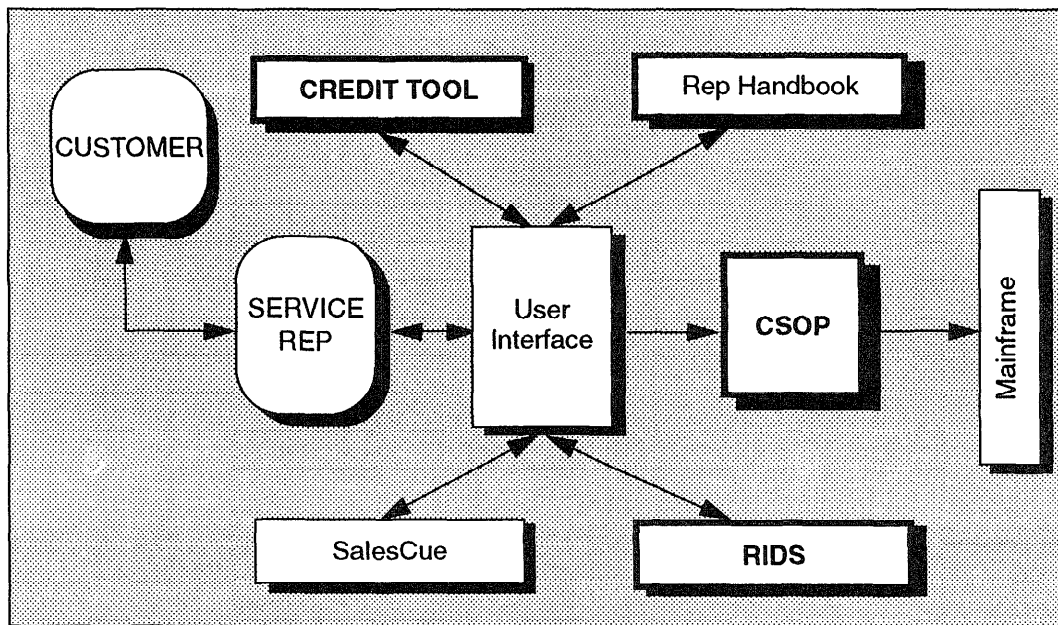 CREDIT TOOL
Rep Handbook
CUSTOMER
SERVICE
REP
User
Interface
CSOP
Mainframe
SalesCue
RIDS